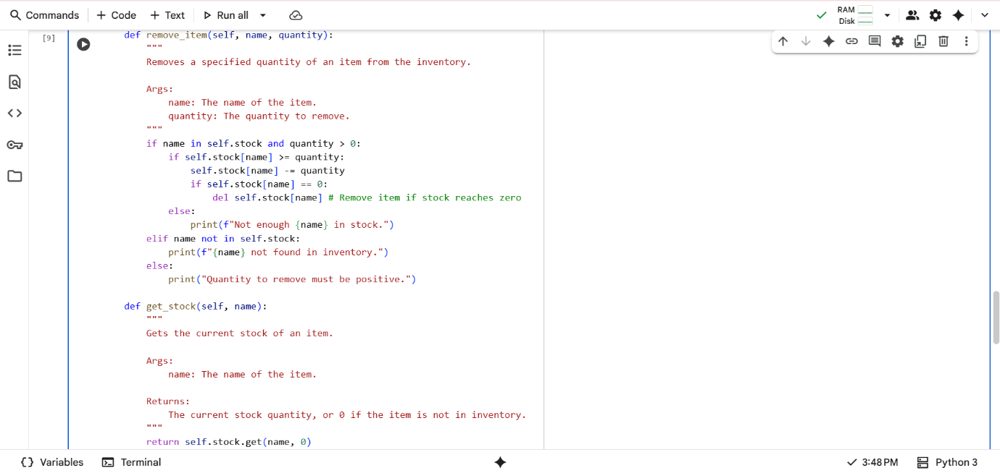 Commands + Code + Text Run all RAM Disk
[9] def remove_item(self, name, quantity):
"""
Removes a specified quantity of an item from the inventory.
Args:
name: The name of the item.
quantity: The quantity to remove.
"""
if name in self.stock and quantity > 0:
if self.stock[name] >= quantity:
self.stock[name] -= quantity
if self.stock[name] == 0:
del self.stock[name] # Remove item if stock reaches zero
else:
print(f"Not enough {name} in stock.")
elif name not in self.stock:
print(f"{name} not found in inventory.")
else:
print("Quantity to remove must be positive.")
def get_stock(self, name):
"""
Gets the current stock of an item.
Args:
name: The name of the item.
Returns:
The current stock quantity, or 0 if the item is not in inventory.
"""
return self.stock.get(name, 0)
Variables Terminal 3:48 PM Python 3